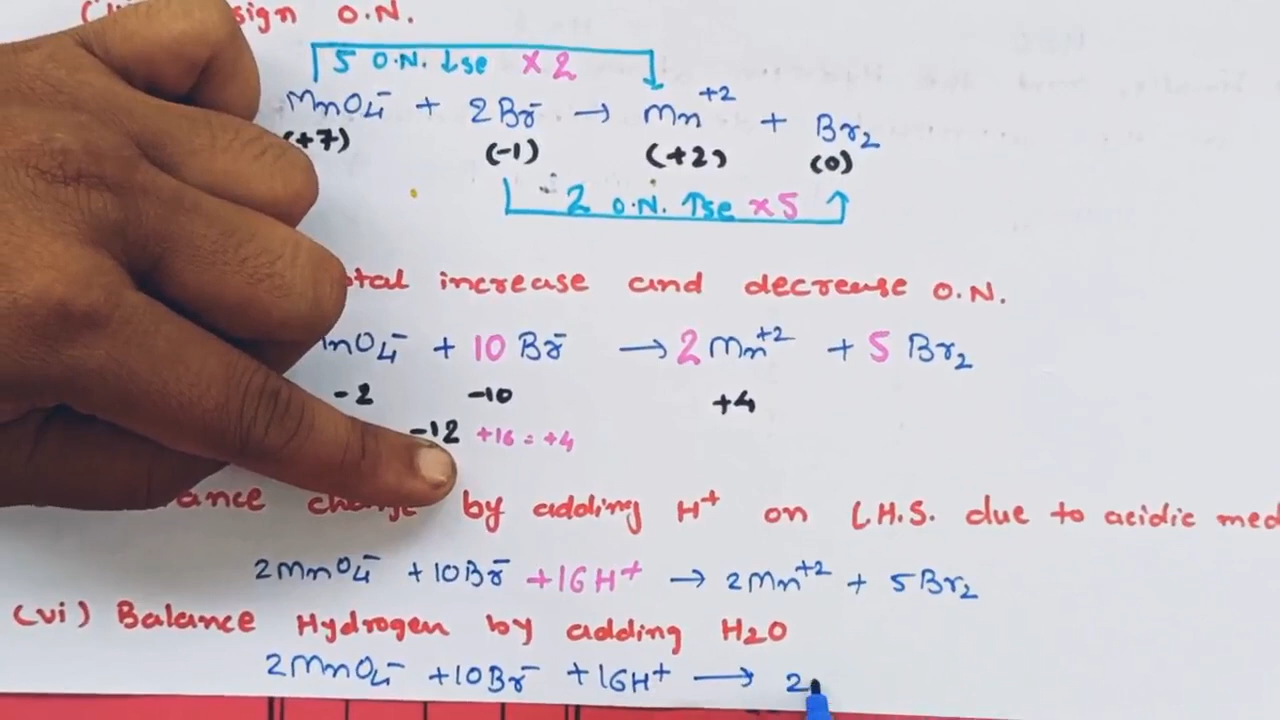 sign O.N.
5 O.N. ↓se ×2
MnO4⁻ + 2Br⁻ → Mn⁺² + Br2
(+7) (-1) (+2) (0)
2 O.N. ↑se ×5
increase and decrease O.N.
nO4⁻ + 10 Br⁻ → 2 Mn⁺² + 5 Br2
-2 -10 +4
-12 +16 = +4
by adding H⁺ on L.H.S. due to acidic med
2MnO4⁻ +10Br⁻ +16H⁺ → 2Mn⁺² + 5Br2
(vi) Balance Hydrogen by adding H2O
2MnO4⁻ +10Br⁻ +16H⁺ → 2